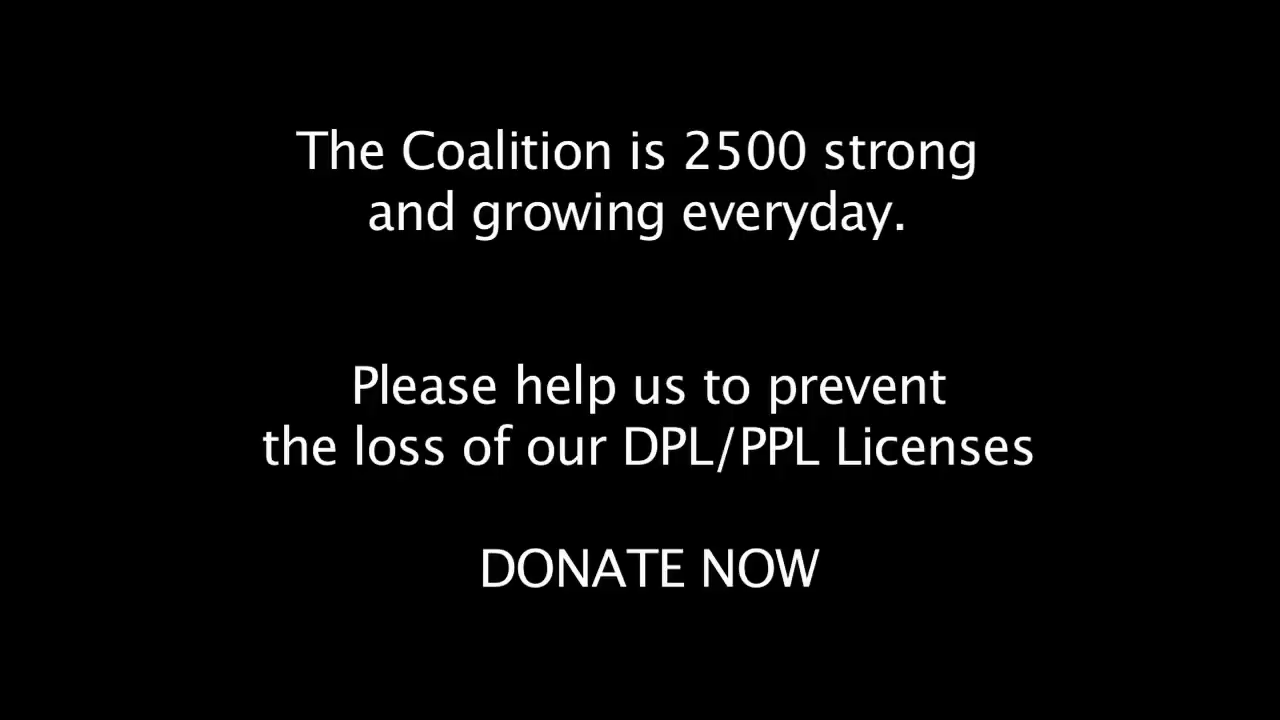 The Coalition is 2500 strong
and growing everyday.
Please help us to prevent
the loss of our DPL/PPL Licenses
DONATE NOW